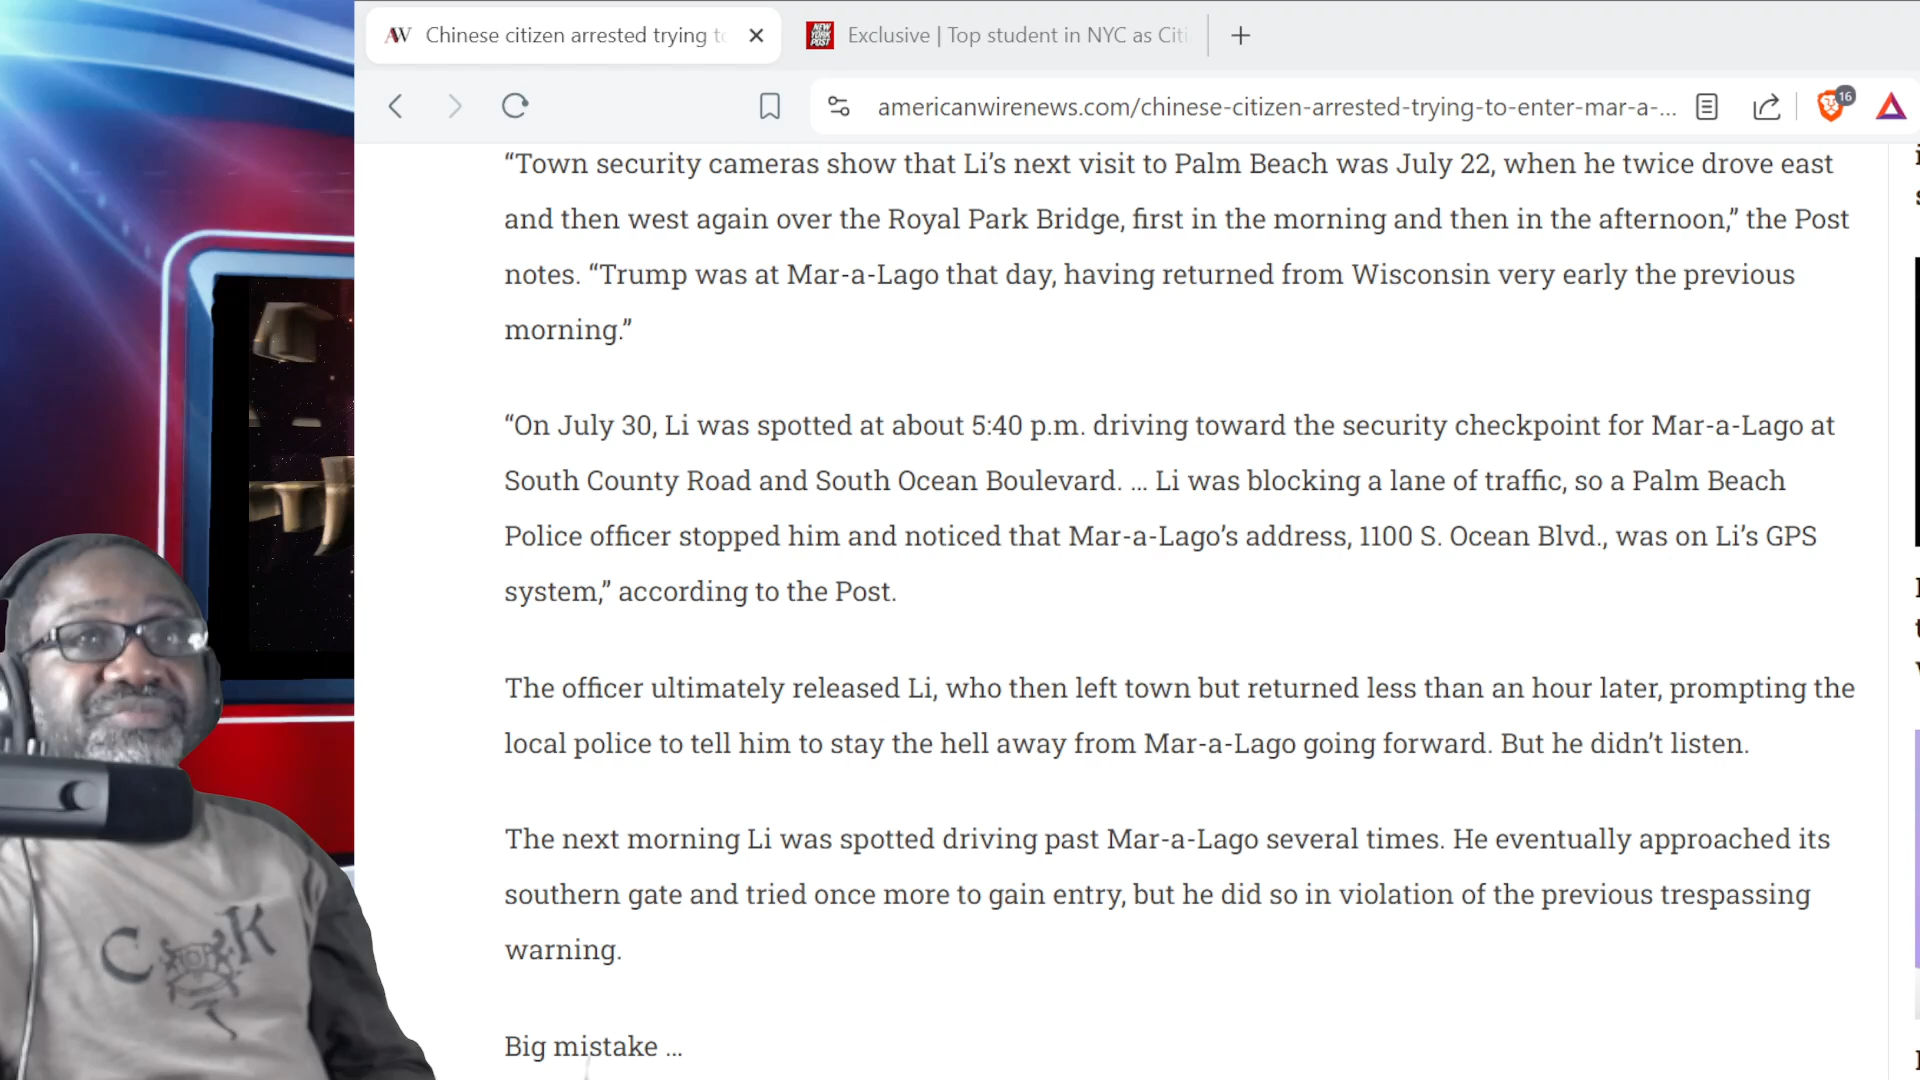 Chinese citizen arrested trying to
NEW YORK POST
Exclusive | Top student in NYC as Citi
americanwirenews.com/chinese-citizen-arrested-trying-to-enter-mar-a-...
16
“Town security cameras show that Li’s next visit to Palm Beach was July 22, when he twice drove east
and then west again over the Royal Park Bridge, first in the morning and then in the afternoon,” the Post
notes. “Trump was at Mar-a-Lago that day, having returned from Wisconsin very early the previous
morning.”
“On July 30, Li was spotted at about 5:40 p.m. driving toward the security checkpoint for Mar-a-Lago at
South County Road and South Ocean Boulevard. … Li was blocking a lane of traffic, so a Palm Beach
Police officer stopped him and noticed that Mar-a-Lago’s address, 1100 S. Ocean Blvd., was on Li’s GPS
system,” according to the Post.
The officer ultimately released Li, who then left town but returned less than an hour later, prompting the
local police to tell him to stay the hell away from Mar-a-Lago going forward. But he didn’t listen.
The next morning Li was spotted driving past Mar-a-Lago several times. He eventually approached its
southern gate and tried once more to gain entry, but he did so in violation of the previous trespassing
warning.
Big mistake …
C K